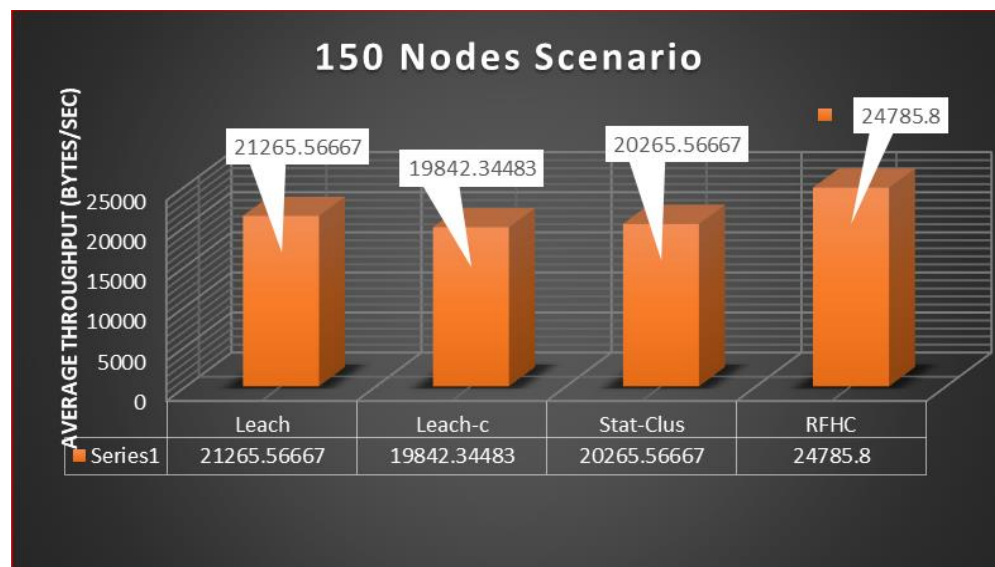 150 Nodes Scenario
AVERAGE THROUGHPUT (BYTES/SEC)
21265.56667
19842.34483
20265.56667
24785.8
25000
20000
15000
10000
5000
0
Leach Leach-c Stat-Clus RFHC
Series1 21265.56667 19842.34483 20265.56667 24785.8